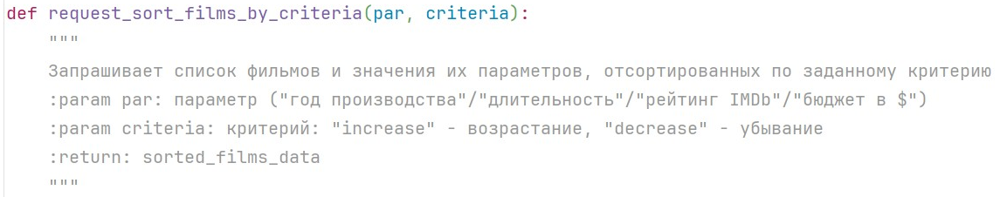 def request_sort_films_by_criteria(par, criteria):
    """
    Запрашивает список фильмов и значения их параметров, отсортированных по заданному критерию
    :param par: параметр ("год производства"/"длительность"/"рейтинг IMDb"/"бюджет в $")
    :param criteria: критерий: "increase" - возрастание, "decrease" - убывание
    :return: sorted_films_data
    """